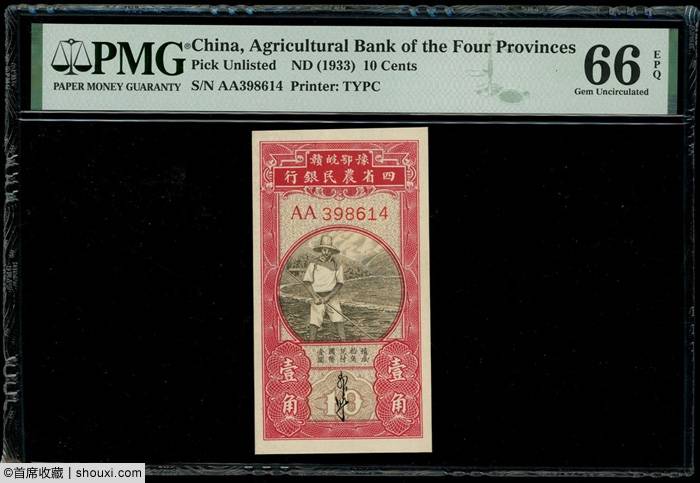 PMG®
PAPER MONEY GUARANTY
China, Agricultural Bank of the Four Provinces
Pick Unlisted ND (1933) 10 Cents
S/N AA398614 Printer: TYPC
66 EPQ
Gem Uncirculated
贛皖鄂豫
行銀民農省四
AA 398614
壹角
壹角
10
©首席收藏 | shouxi.com